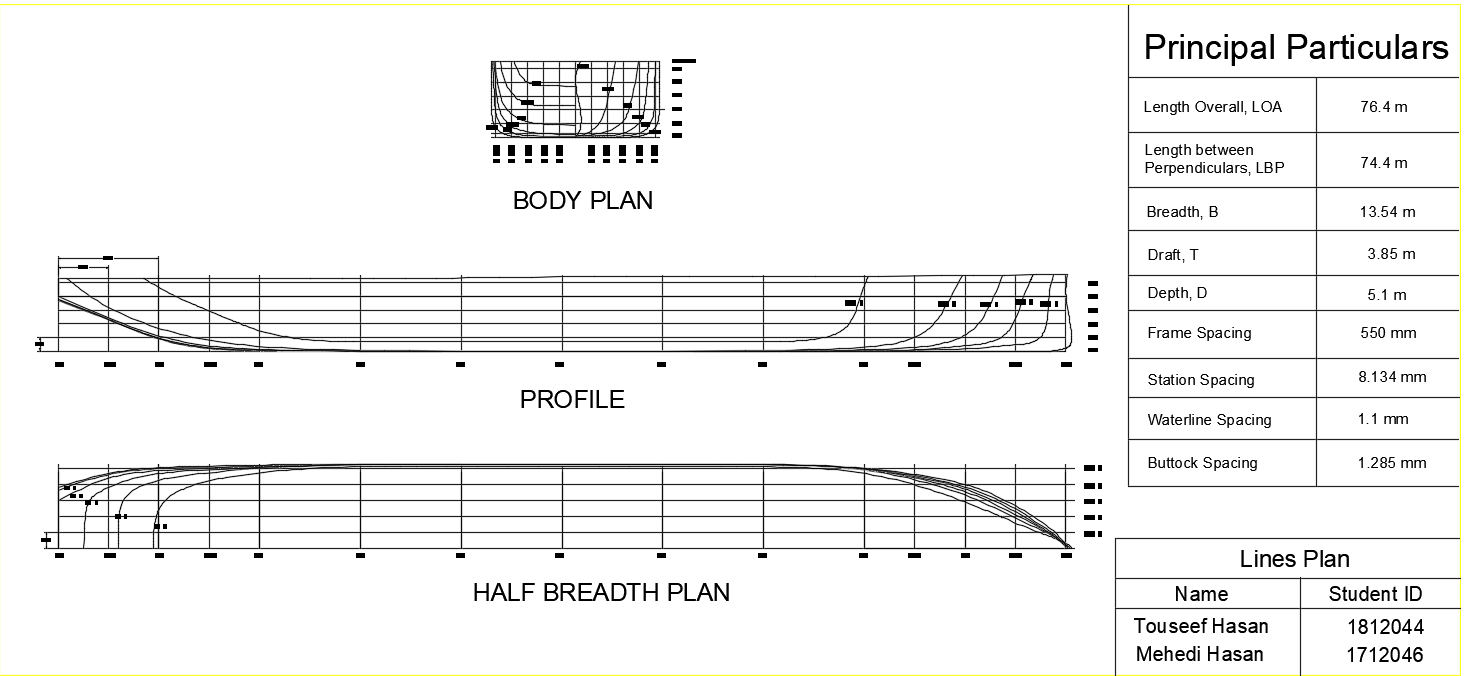 BODY PLAN
PROFILE
HALF BREADTH PLAN
Principal Particulars
Length Overall, LOA 76.4 m
Length between
Perpendiculars, LBP 74.4 m
Breadth, B 13.54 m
Draft, T 3.85 m
Depth, D 5.1 m
Frame Spacing 550 mm
Station Spacing 8.134 mm
Waterline Spacing 1.1 mm
Buttock Spacing 1.285 mm
Lines Plan
Name Student ID
Touseef Hasan 1812044
Mehedi Hasan 1712046